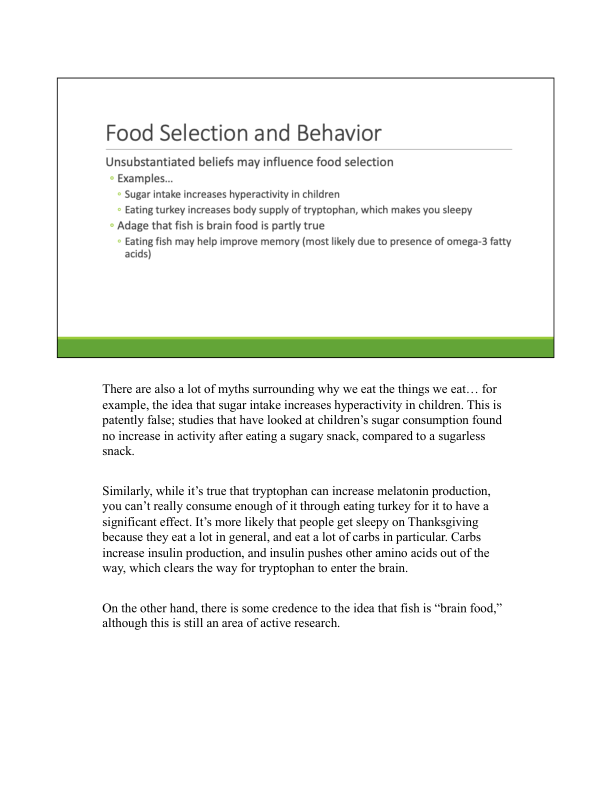 Food Selection and Behavior
Unsubstantiated beliefs may influence food selection
• Examples…
• Sugar intake increases hyperactivity in children
• Eating turkey increases body supply of tryptophan, which makes you sleepy
• Adage that fish is brain food is partly true
• Eating fish may help improve memory (most likely due to presence of omega-3 fatty
acids)
There are also a lot of myths surrounding why we eat the things we eat… for
example, the idea that sugar intake increases hyperactivity in children. This is
patently false; studies that have looked at children’s sugar consumption found
no increase in activity after eating a sugary snack, compared to a sugarless
snack.
Similarly, while it’s true that tryptophan can increase melatonin production,
you can’t really consume enough of it through eating turkey for it to have a
significant effect. It’s more likely that people get sleepy on Thanksgiving
because they eat a lot in general, and eat a lot of carbs in particular. Carbs
increase insulin production, and insulin pushes other amino acids out of the
way, which clears the way for tryptophan to enter the brain.
On the other hand, there is some credence to the idea that fish is “brain food,”
although this is still an area of active research.